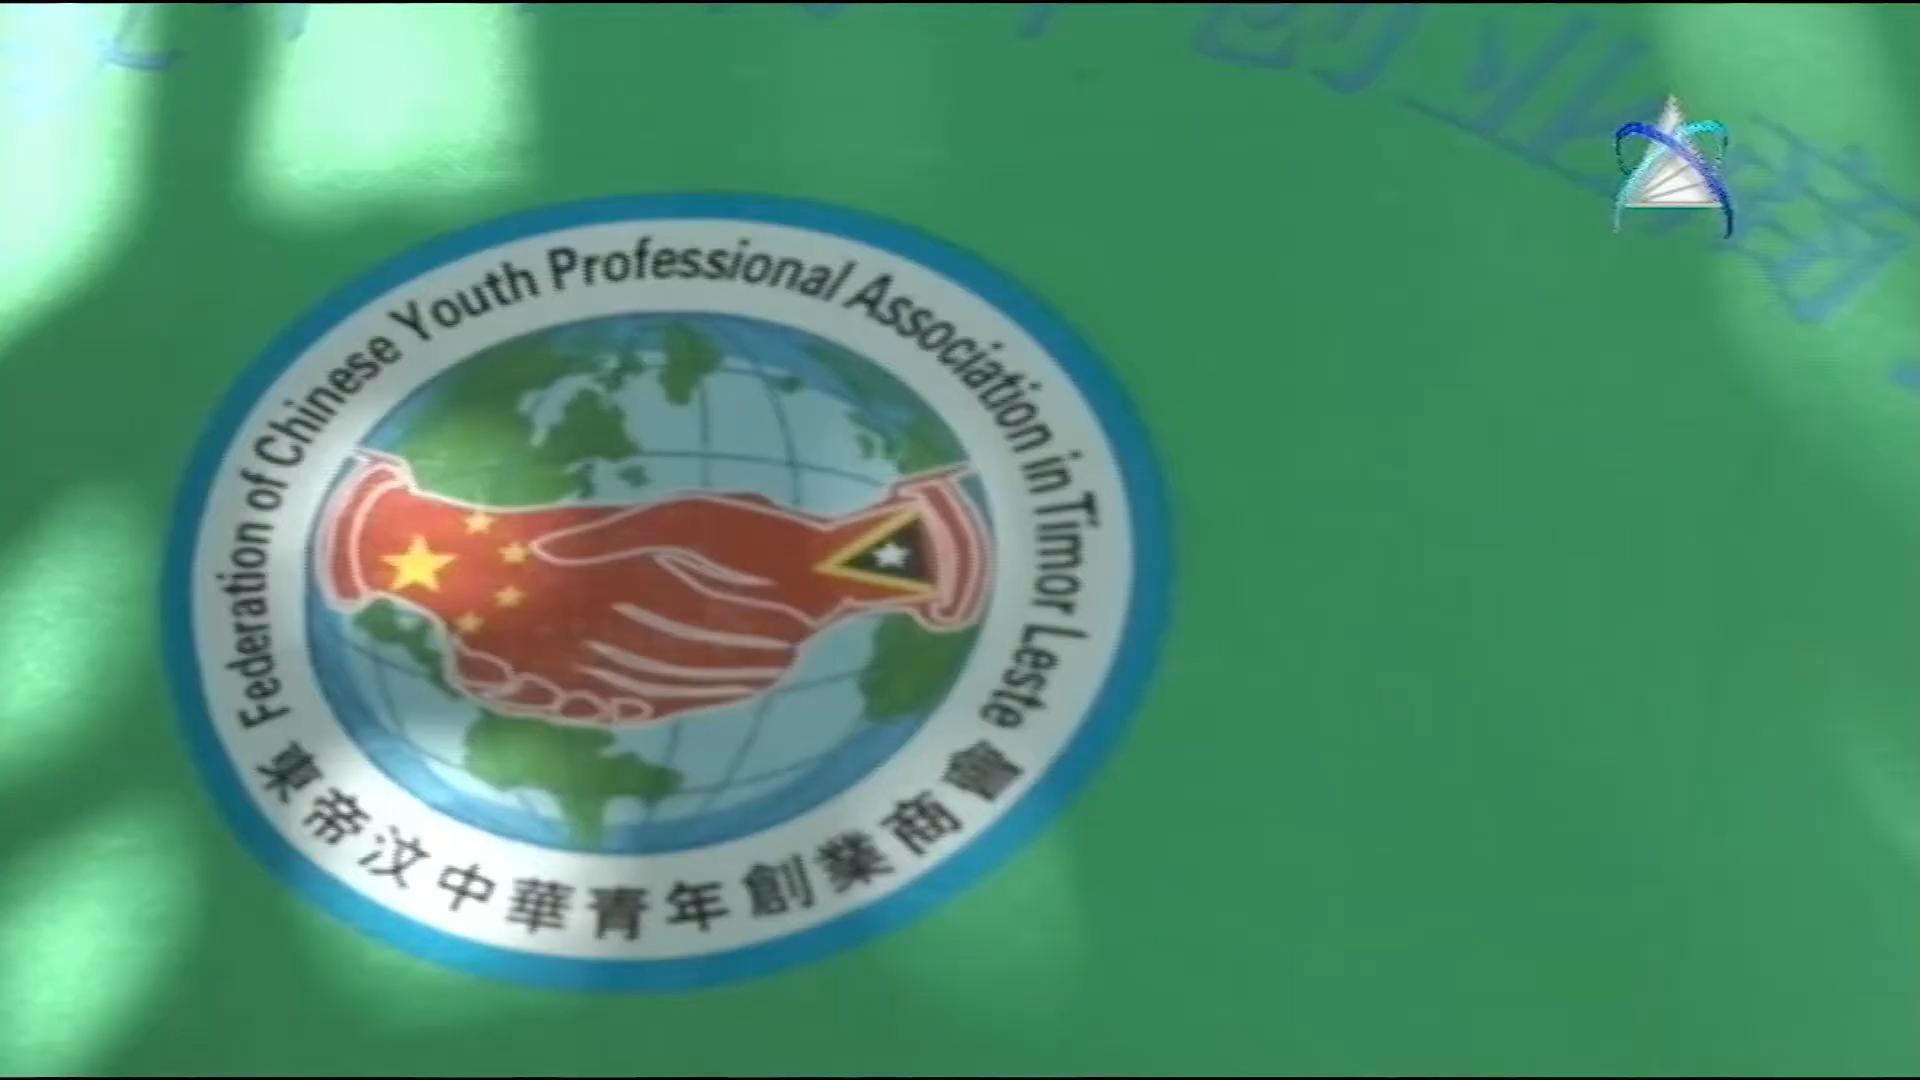 Federation of Chinese Youth Professional Association in Timor Leste
東帝汶中華青年創業商會